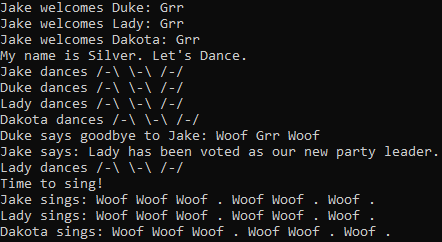 Jake welcomes Duke: Grr
Jake welcomes Lady: Grr
Jake welcomes Dakota: Grr
My name is Silver. Let's Dance.
Jake dances /-\ \-\ /-/
Duke dances /-\ \-\ /-/
Lady dances /-\ \-\ /-/
Dakota dances /-\ \-\ /-/
Duke says goodbye to Jake: Woof Grr Woof
Jake says: Lady has been voted as our new party leader.
Lady dances /-\ \-\ /-/
Time to sing!
Jake sings: Woof Woof Woof . Woof Woof . Woof .
Lady sings: Woof Woof Woof . Woof Woof . Woof .
Dakota sings: Woof Woof Woof . Woof Woof . Woof .